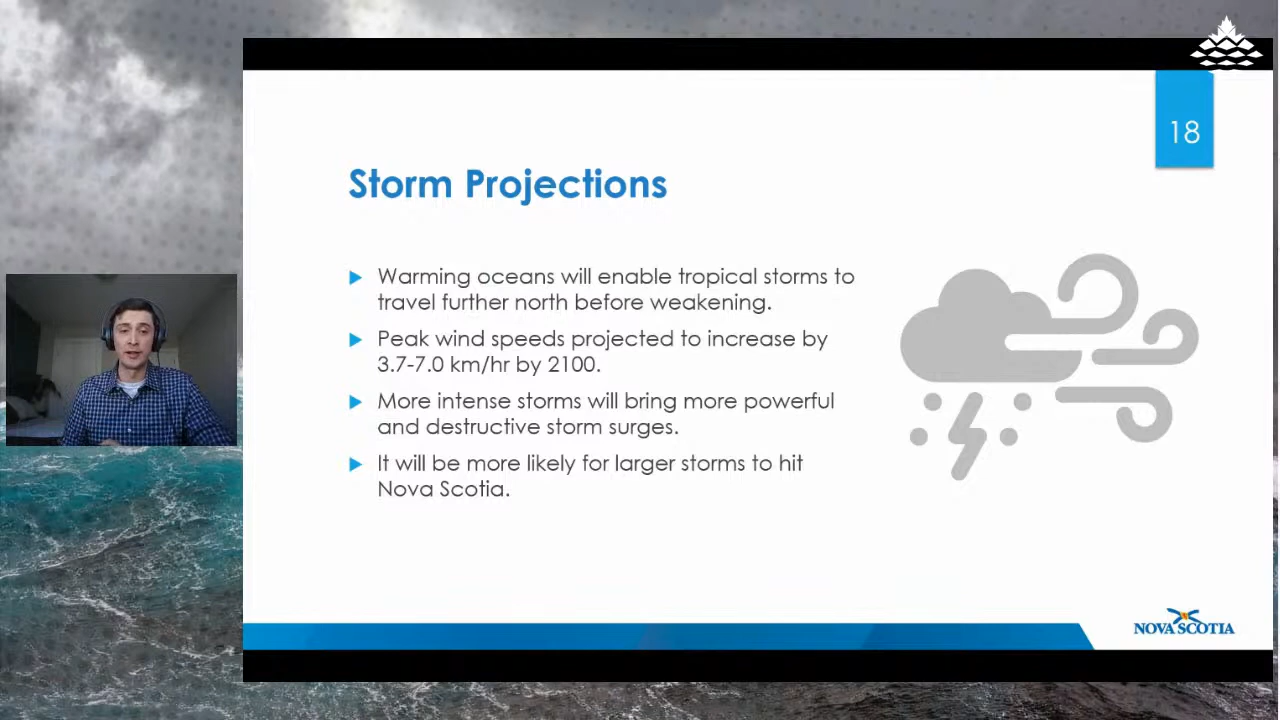 18
Storm Projections
Warming oceans will enable tropical storms to
travel further north before weakening.
Peak wind speeds projected to increase by
3.7-7.0 km/hr by 2100.
More intense storms will bring more powerful
and destructive storm surges.
It will be more likely for larger storms to hit
Nova Scotia.
NOVA SCOTIA